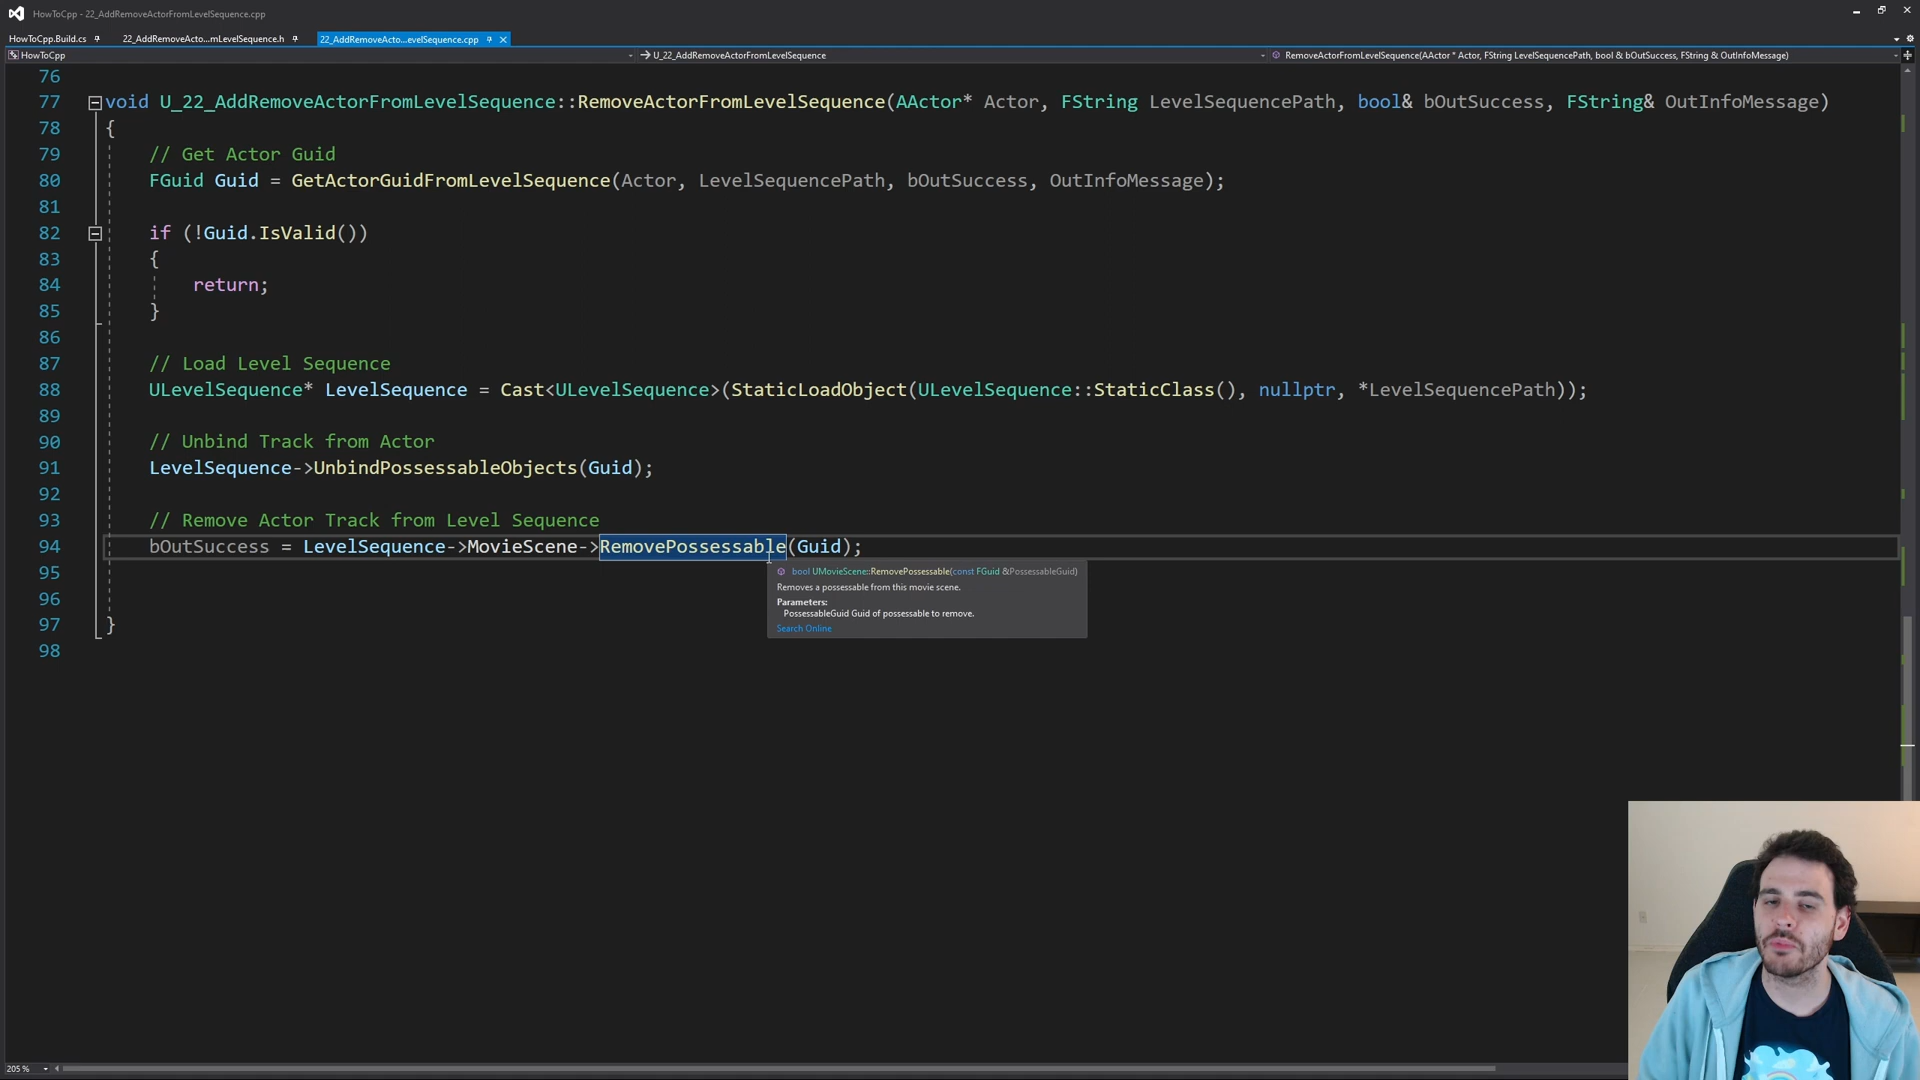 HowToCpp - 22_AddRemoveActorFromLevelSequence.cpp
HowToCpp.Build.cs 22_AddRemoveActo...mLevelSequence.h 22_AddRemoveActo...evelSequence.cpp
HowToCpp U_22_AddRemoveActorFromLevelSequence RemoveActorFromLevelSequence(AActor * Actor, FString LevelSequencePath, bool & bOutSuccess, FString & OutInfoMessage)
76
77 void U_22_AddRemoveActorFromLevelSequence::RemoveActorFromLevelSequence(AActor* Actor, FString LevelSequencePath, bool& bOutSuccess, FString& OutInfoMessage)
78 {
79 // Get Actor Guid
80 FGuid Guid = GetActorGuidFromLevelSequence(Actor, LevelSequencePath, bOutSuccess, OutInfoMessage);
81
82 if (!Guid.IsValid())
83 {
84 return;
85 }
86
87 // Load Level Sequence
88 ULevelSequence* LevelSequence = Cast<ULevelSequence>(StaticLoadObject(ULevelSequence::StaticClass(), nullptr, *LevelSequencePath));
89
90 // Unbind Track from Actor
91 LevelSequence->UnbindPossessableObjects(Guid);
92
93 // Remove Actor Track from Level Sequence
94 bOutSuccess = LevelSequence->MovieScene->RemovePossessable(Guid);
95
bool UMovieScene::RemovePossessable(const FGuid &PossessableGuid)
Removes a possessable from this movie scene.
96
Parameters:
PossessableGuid Guid of possessable to remove.
97 }
Search Online
98
205 %